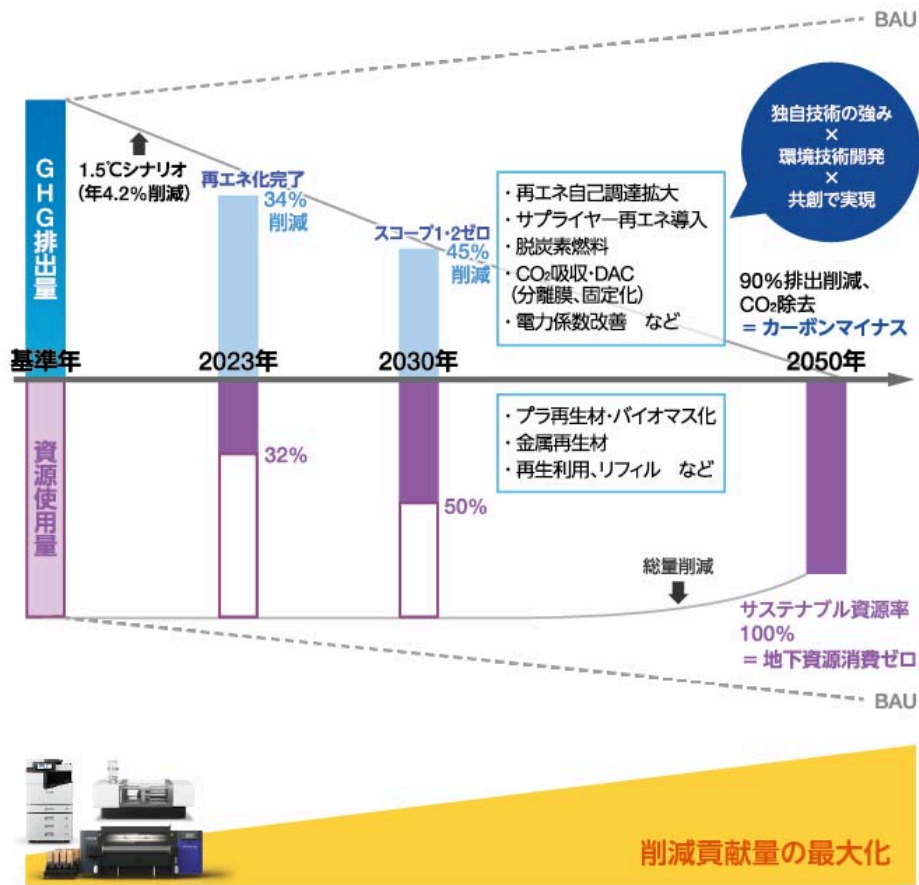 BAU
GHG排出量
1.5℃シナリオ
(年4.2%削減)
再エネ化完了
34%
削減
スコープ1・2ゼロ
45%
削減
・再エネ自己調達拡大
・サプライヤー再エネ導入
・脱炭素燃料
・CO₂吸収・DAC
(分離膜、固定化)
・電力係数改善 など
独自技術の強み
×
環境技術開発
×
共創で実現
90%排出削減、
CO₂除去
= カーボンマイナス
基準年
2023年
2030年
2050年
資源使用量
32%
50%
・プラ再生材・バイオマス化
・金属再生材
・再生利用、リフィル など
総量削減
サステナブル資源率
100%
= 地下資源消費ゼロ
BAU
削減貢献量の最大化